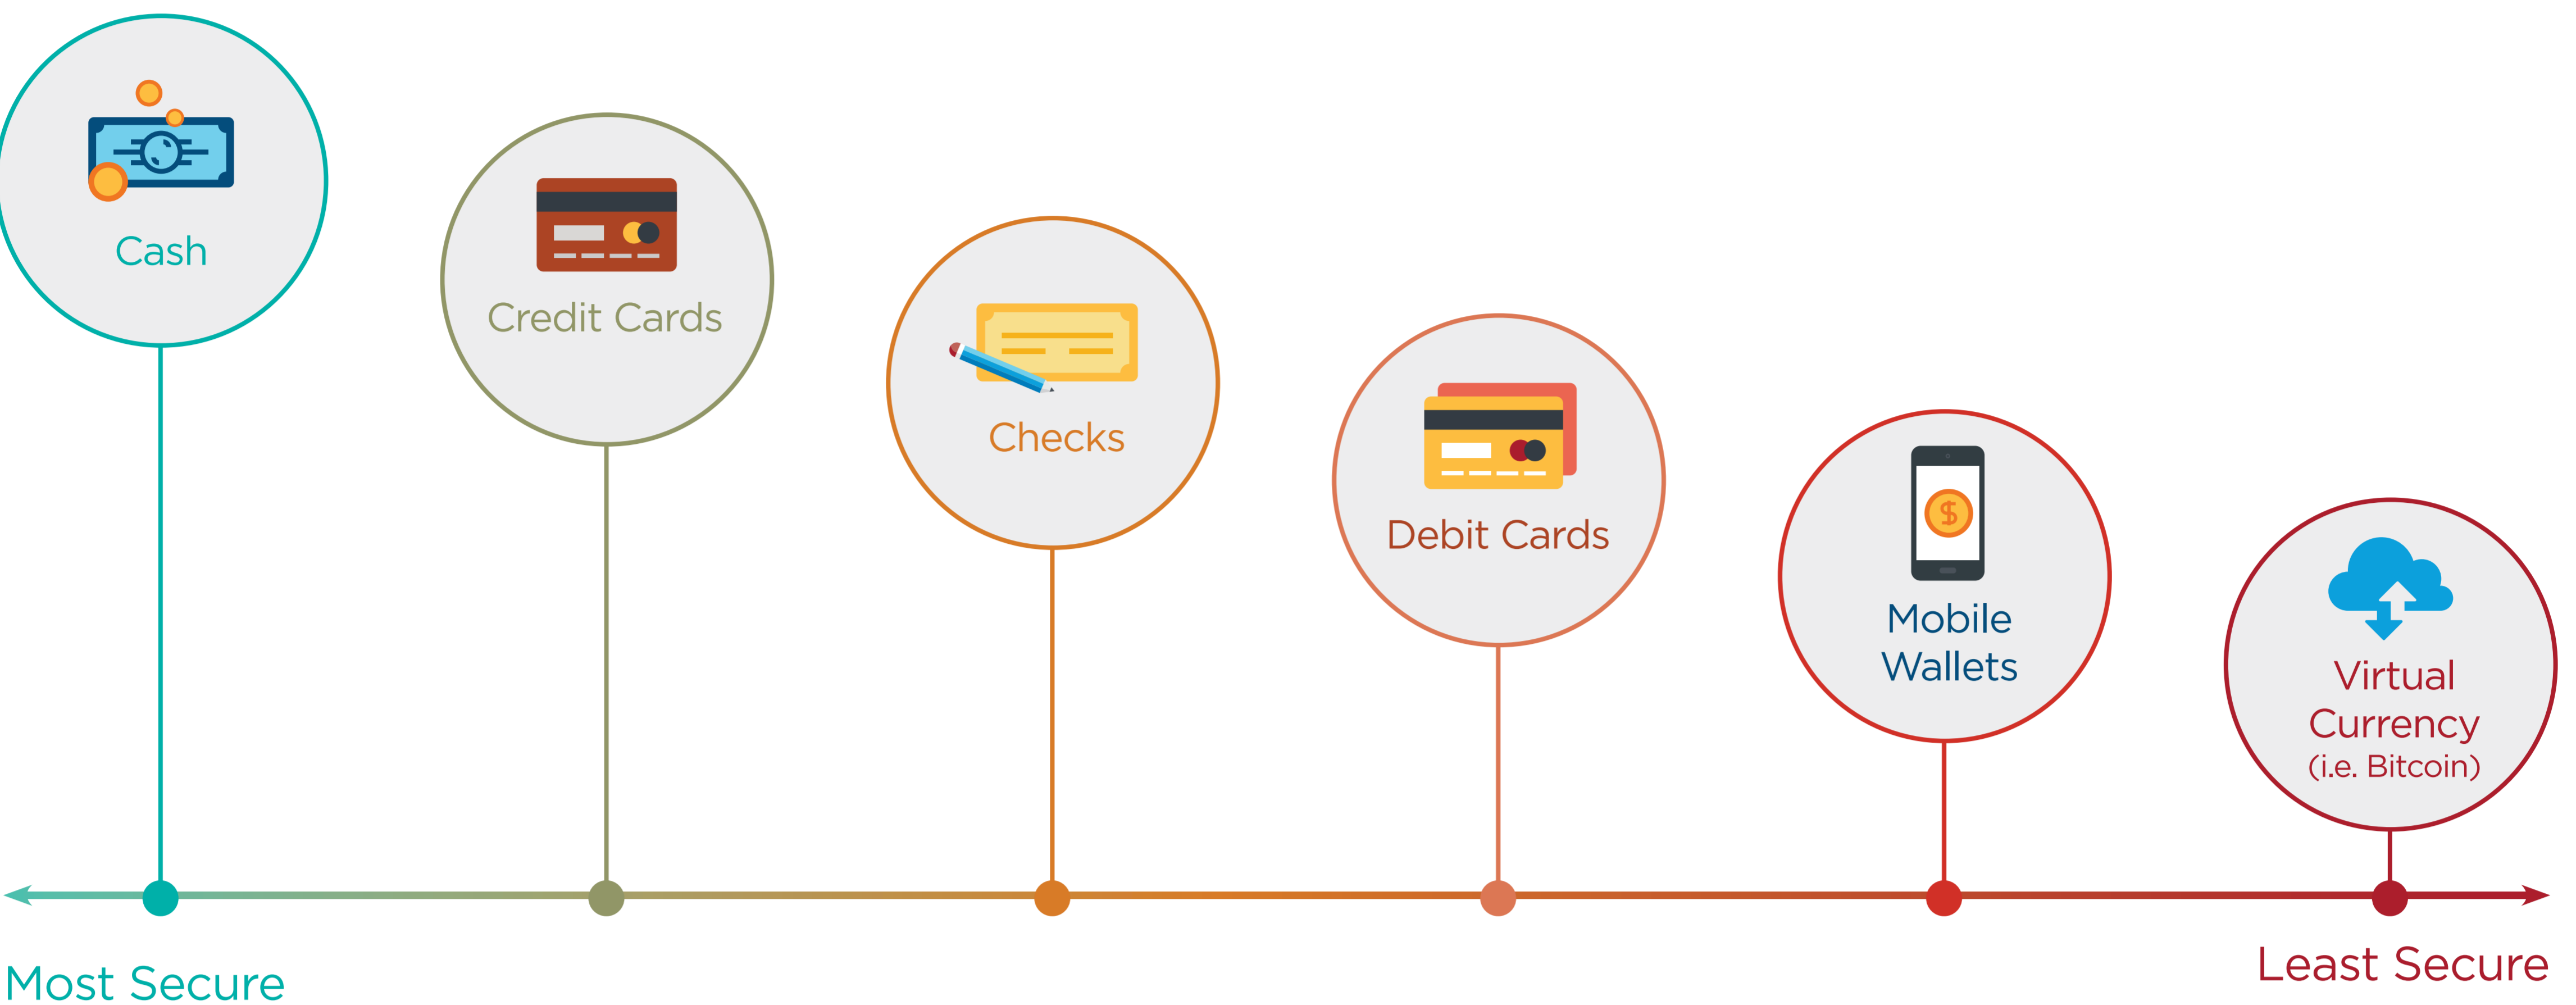 Cash
Credit Cards
Checks
Debit Cards
Mobile
Wallets
Virtual
Currency
(i.e. Bitcoin)
Most Secure
Least Secure